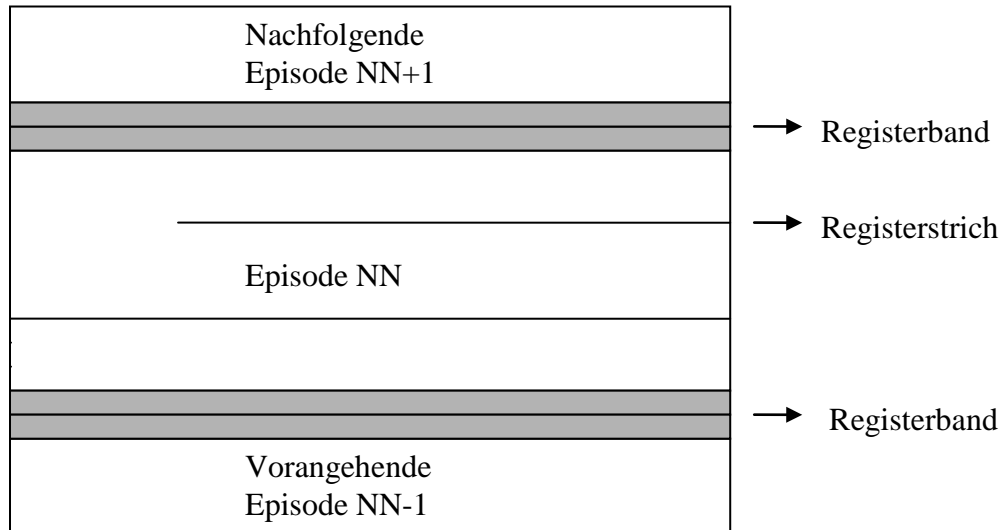 Nachfolgende
Episode NN+1
Registerband
Registerstrich
Episode NN
Registerband
Vorangehende
Episode NN-1